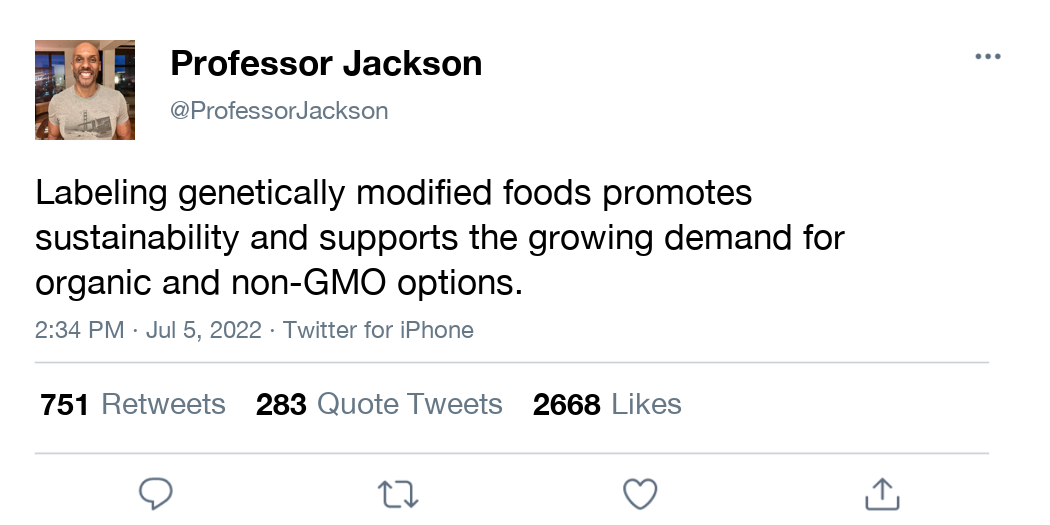 Professor Jackson
@ProfessorJackson
Labeling genetically modified foods promotes
sustainability and supports the growing demand for
organic and non-GMO options.
2:34 PM · Jul 5, 2022 · Twitter for iPhone
751 Retweets 283 Quote Tweets 2668 Likes